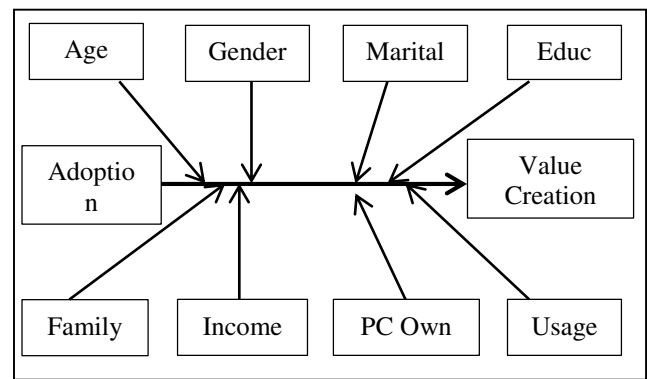 Age
Gender
Marital
Educ
Adoptio
n
Value
Creation
Family
Income
PC Own
Usage